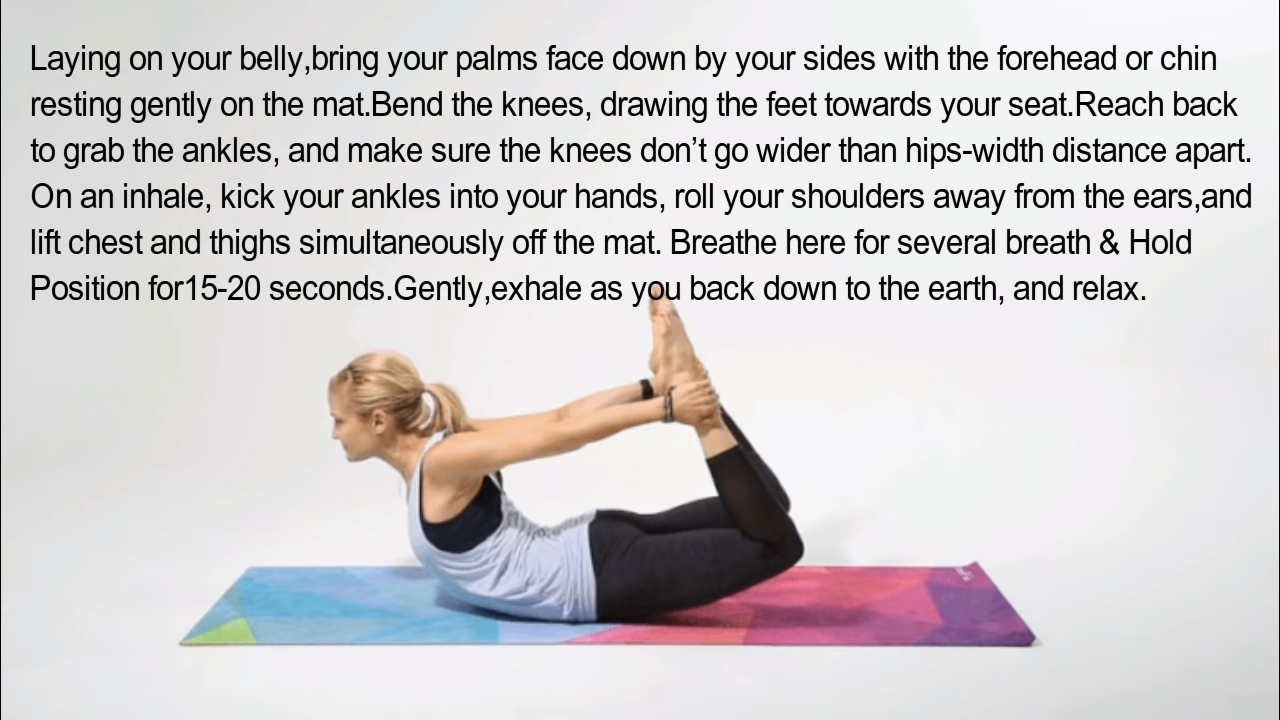 Laying on your belly,bring your palms face down by your sides with the forehead or chin
resting gently on the mat.Bend the knees, drawing the feet towards your seat.Reach back
to grab the ankles, and make sure the knees don’t go wider than hips-width distance apart.
On an inhale, kick your ankles into your hands, roll your shoulders away from the ears,and
lift chest and thighs simultaneously off the mat. Breathe here for several breath & Hold
Position for15-20 seconds.Gently,exhale as you back down to the earth, and relax.